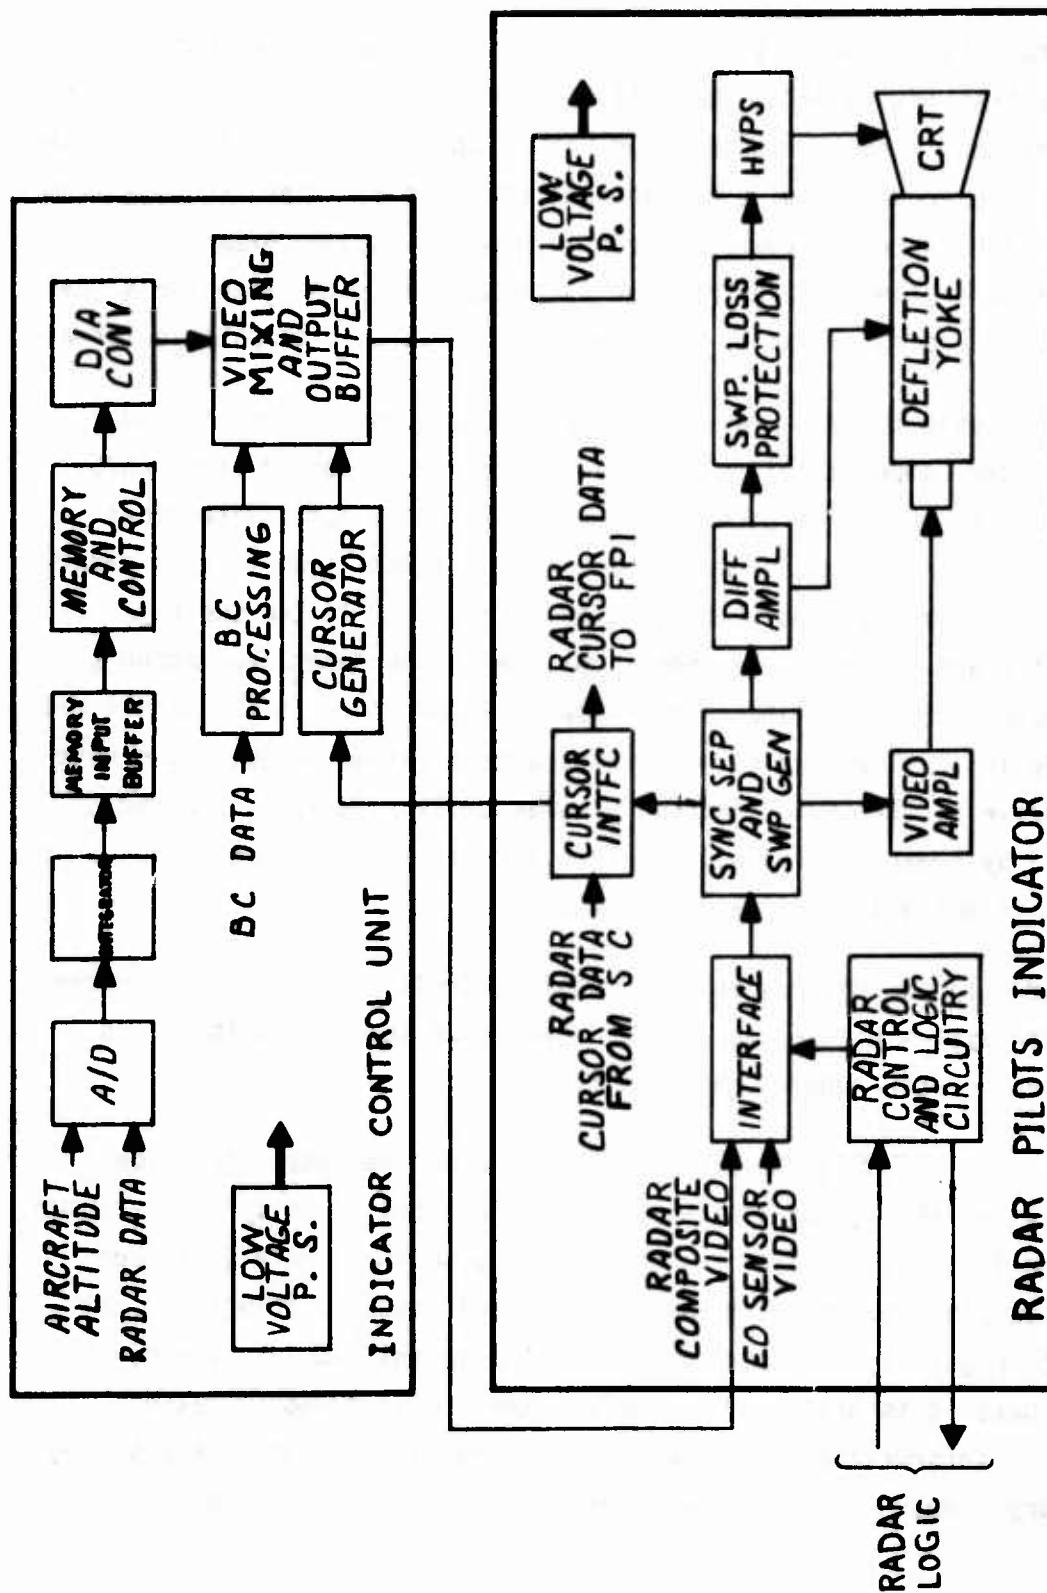 AIRCRAFT
ALTITUDE
RADAR DATA
A/D
INTEGRATOR
MEMORY
INPUT
BUFFER
MEMORY
AND
CONTROL
D/A
CONV
BC DATA
BC
PROCESSING
CURSOR
GENERATOR
VIDEO
MIXING
AND
OUTPUT
BUFFER
LOW
VOLTAGE
P. S.
INDICATOR CONTROL UNIT
RADAR
CURSOR DATA
FROM S C
CURSOR
INTFC
RADAR
CURSOR DATA
TO FPI
LOW
VOLTAGE
P. S.
RADAR
COMPOSITE
VIDEO
EO SENSOR
VIDEO
INTERFACE
SYNC SEP
AND
SWP GEN
DIFF
AMPL
SWP. LOSS
PROTECTION
HVPS
RADAR
CONTROL
AND LOGIC
CIRCUITRY
VIDEO
AMPL
DEFLETION
YOKE
CRT
RADAR
LOGIC
RADAR PILOTS INDICATOR